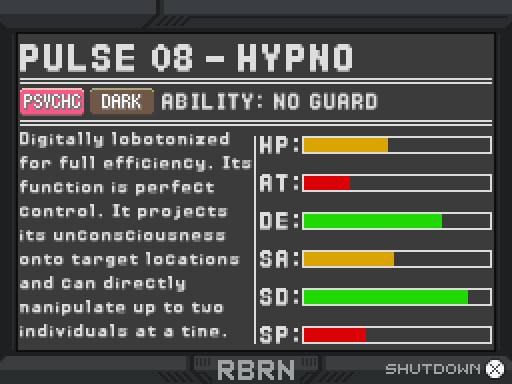 PULSE 08 - HYPNO
PSYCHC DARK ABILITY: NO GUARD
Digitally lobotomized
for full efficiency. Its
function is perfect
control. It projects
its unconsciousness
onto target locations
and can directly
manipulate up to two
individuals at a time.
HP:
AT:
DE:
SA:
SD:
SP:
RBRN
SHUTDOWN